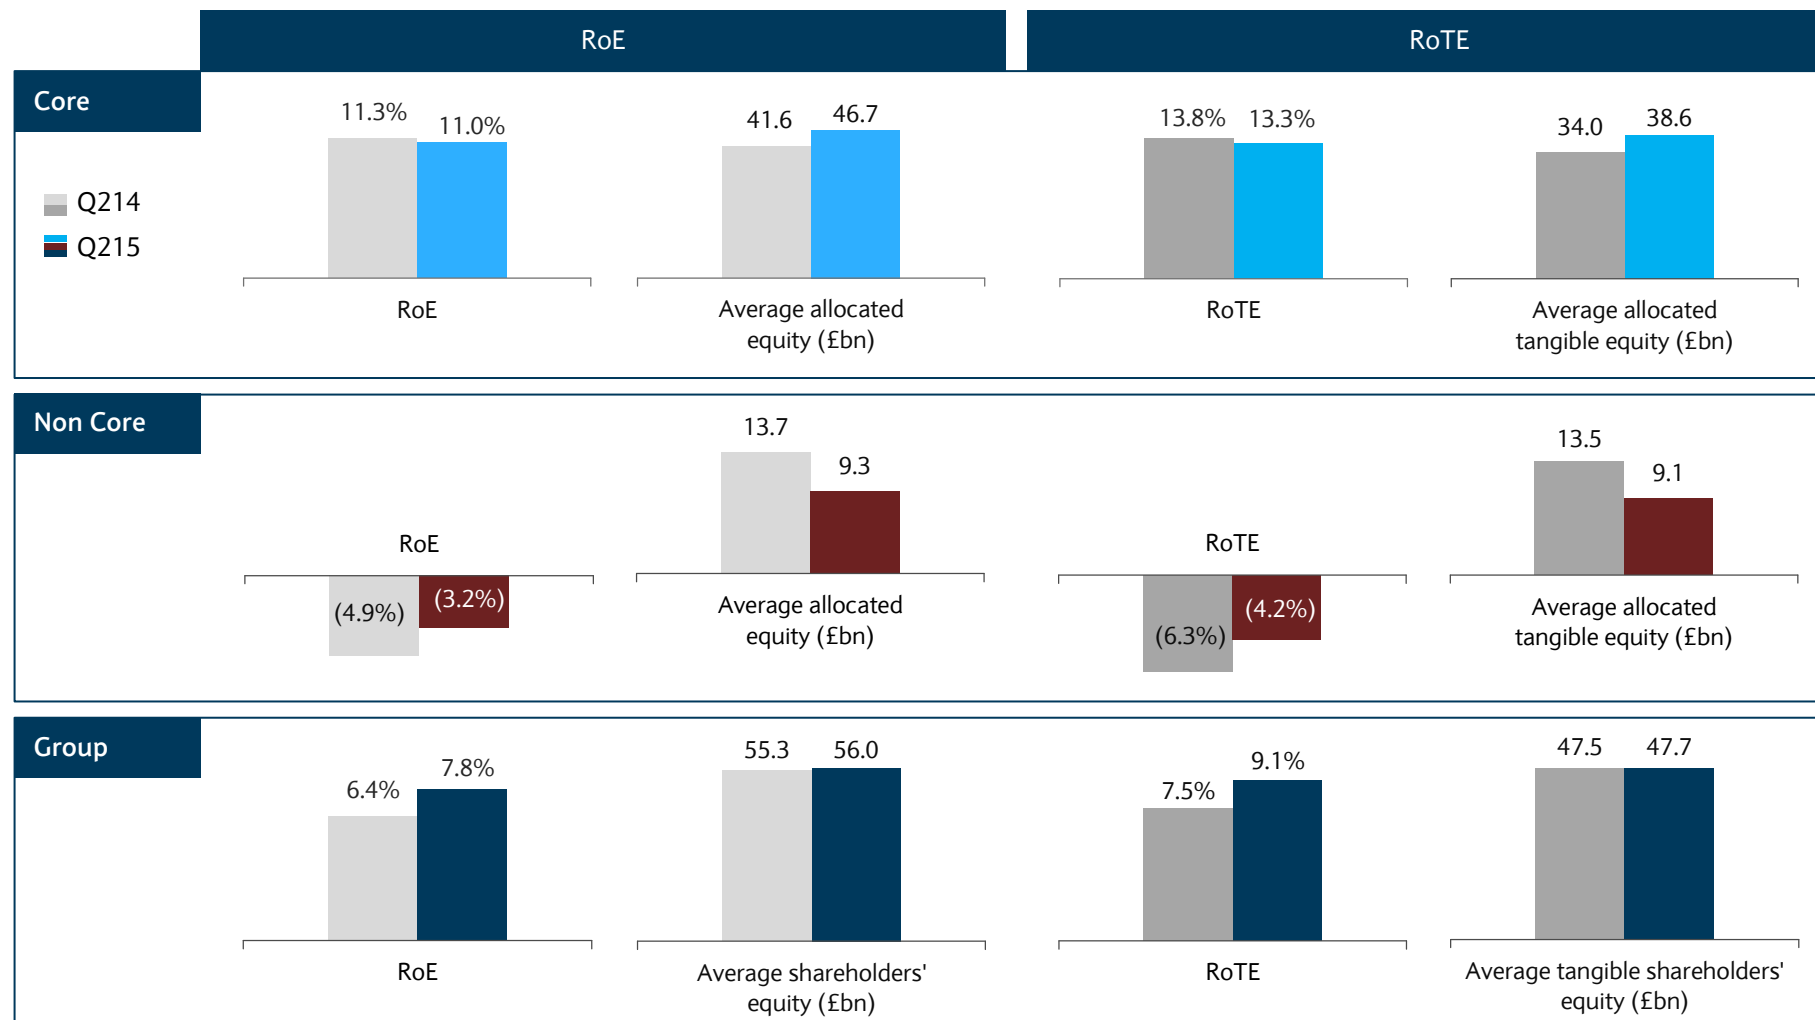 RoE
RoTE
Core
Q214
Q215
11.3%
11.0%
RoE
41.6
46.7
Average allocated
equity (£bn)
13.8%
13.3%
RoTE
34.0
38.6
Average allocated
tangible equity (£bn)
Non Core
RoE
(4.9%)
(3.2%)
13.7
9.3
Average allocated
equity (£bn)
RoTE
(6.3%)
(4.2%)
13.5
9.1
Average allocated
tangible equity (£bn)
Group
6.4%
7.8%
RoE
55.3
56.0
Average shareholders'
equity (£bn)
7.5%
9.1%
RoTE
47.5
47.7
Average tangible shareholders'
equity (£bn)